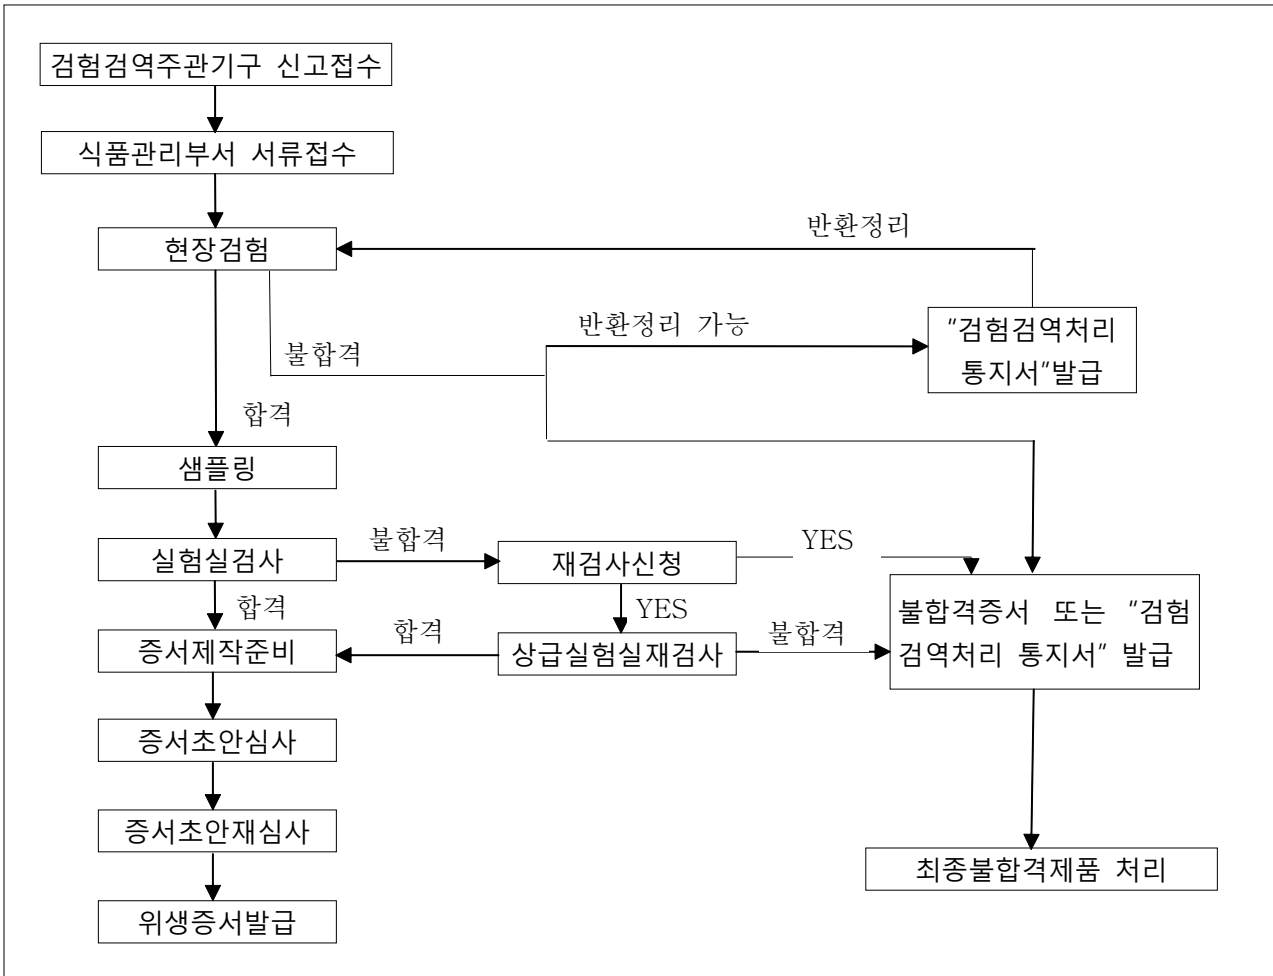 검험검역주관기구 신고접수
식품관리부서 서류접수
반환정리
현장검험
반환정리 가능
"검험검역처리
통지서"발급
불합격
합격
샘플링
불합격
YES
실험실검사
재검사신청
합격
YES
불합격증서 또는 "검험
검역처리 통지서" 발급
합격
불합격
증서제작준비
상급실험실재검사
증서초안심사
증서초안재심사
최종불합격제품 처리
위생증서발급